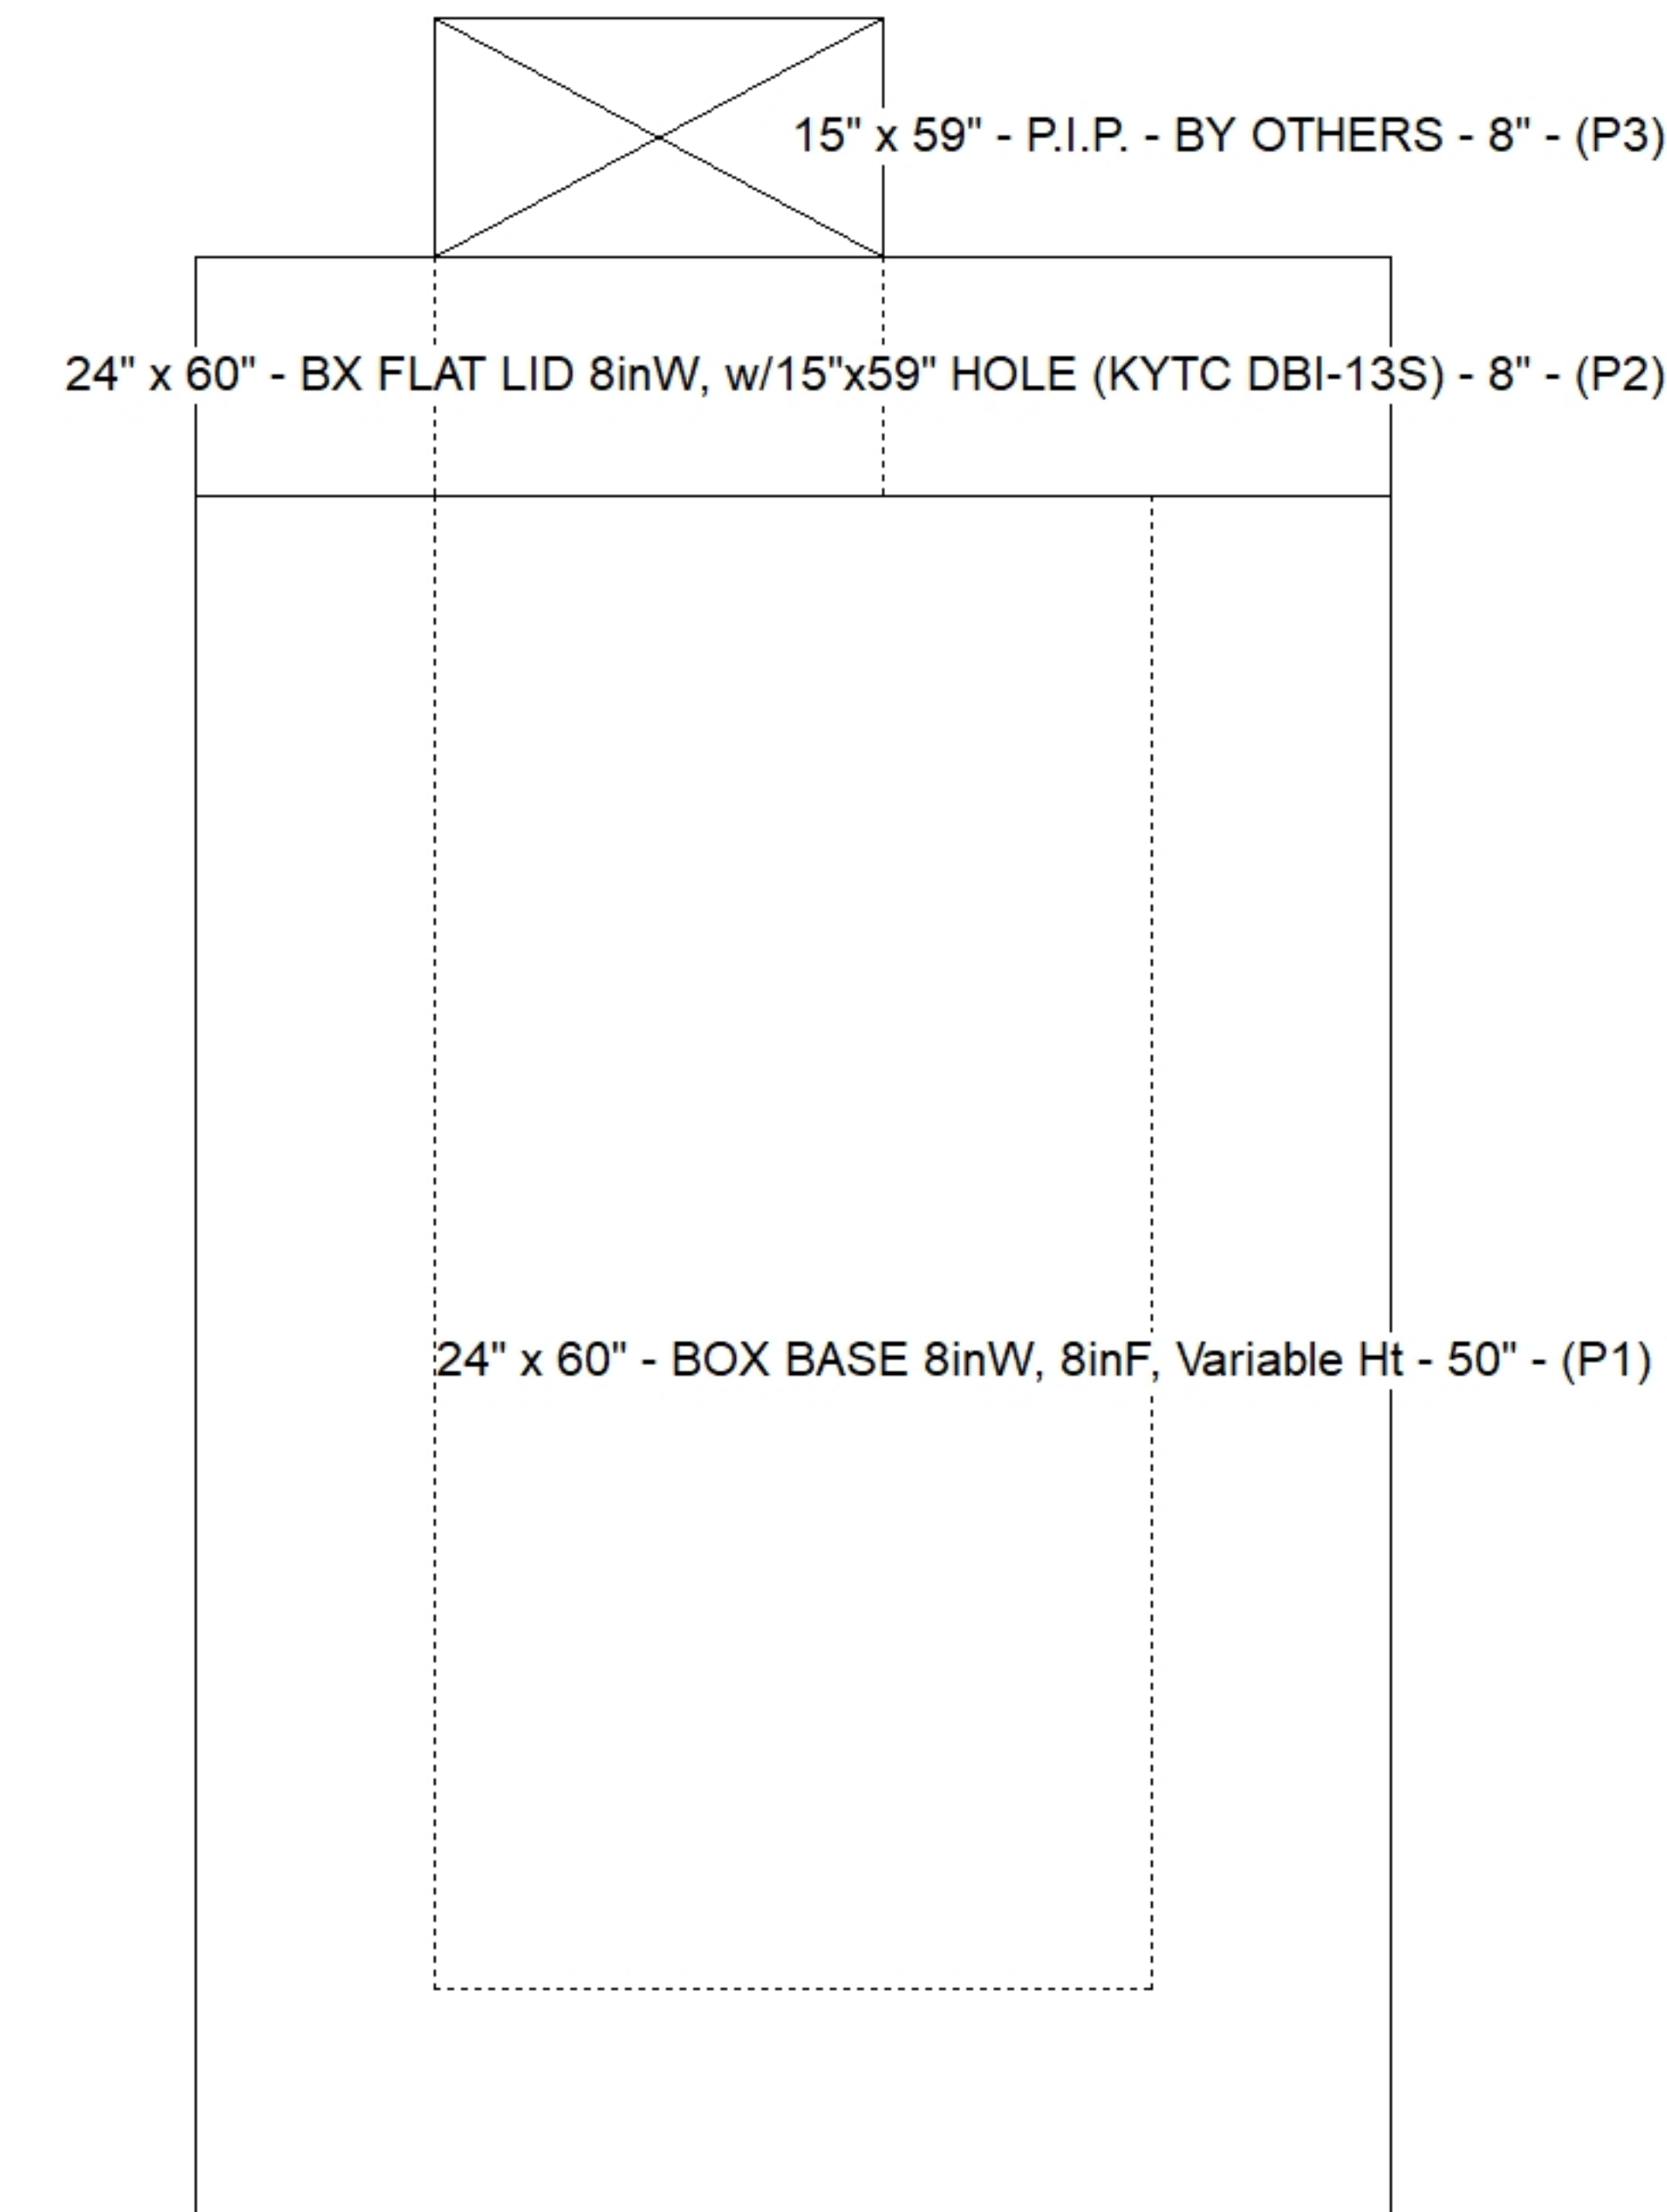 15" x 59" - P.I.P. - BY OTHERS - 8" - (P3)
24" x 60" - BX FLAT LID 8inW, w/15"x59" HOLE (KYTC DBI-13S) - 8" - (P2)
24" x 60" - BOX BASE 8inW, 8inF, Variable Ht - 50" - (P1)